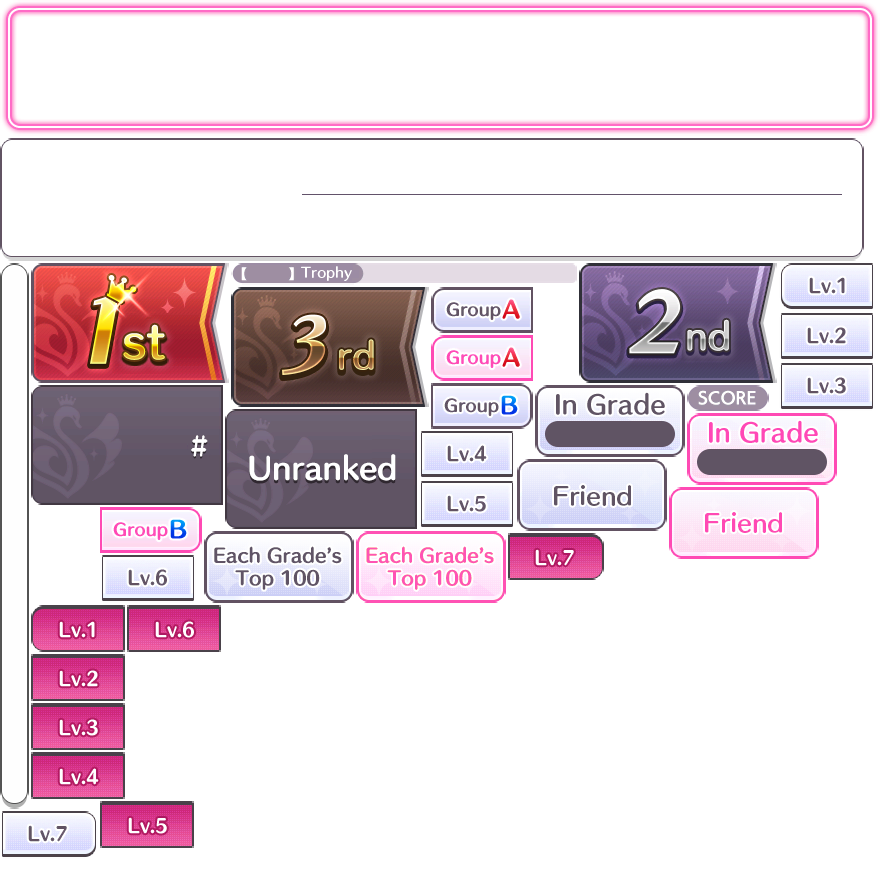 【 】 Trophy
1st
3rd
2nd
GroupA
GroupA
GroupB
Lv.1
Lv.2
Lv.3
#
Unranked
In Grade
SCORE
In Grade
Lv.4
Lv.5
Friend
Friend
GroupB
Lv.6
Each Grade's
Top 100
Each Grade's
Top 100
Lv.7
Lv.1
Lv.6
Lv.2
Lv.3
Lv.4
Lv.7
Lv.5